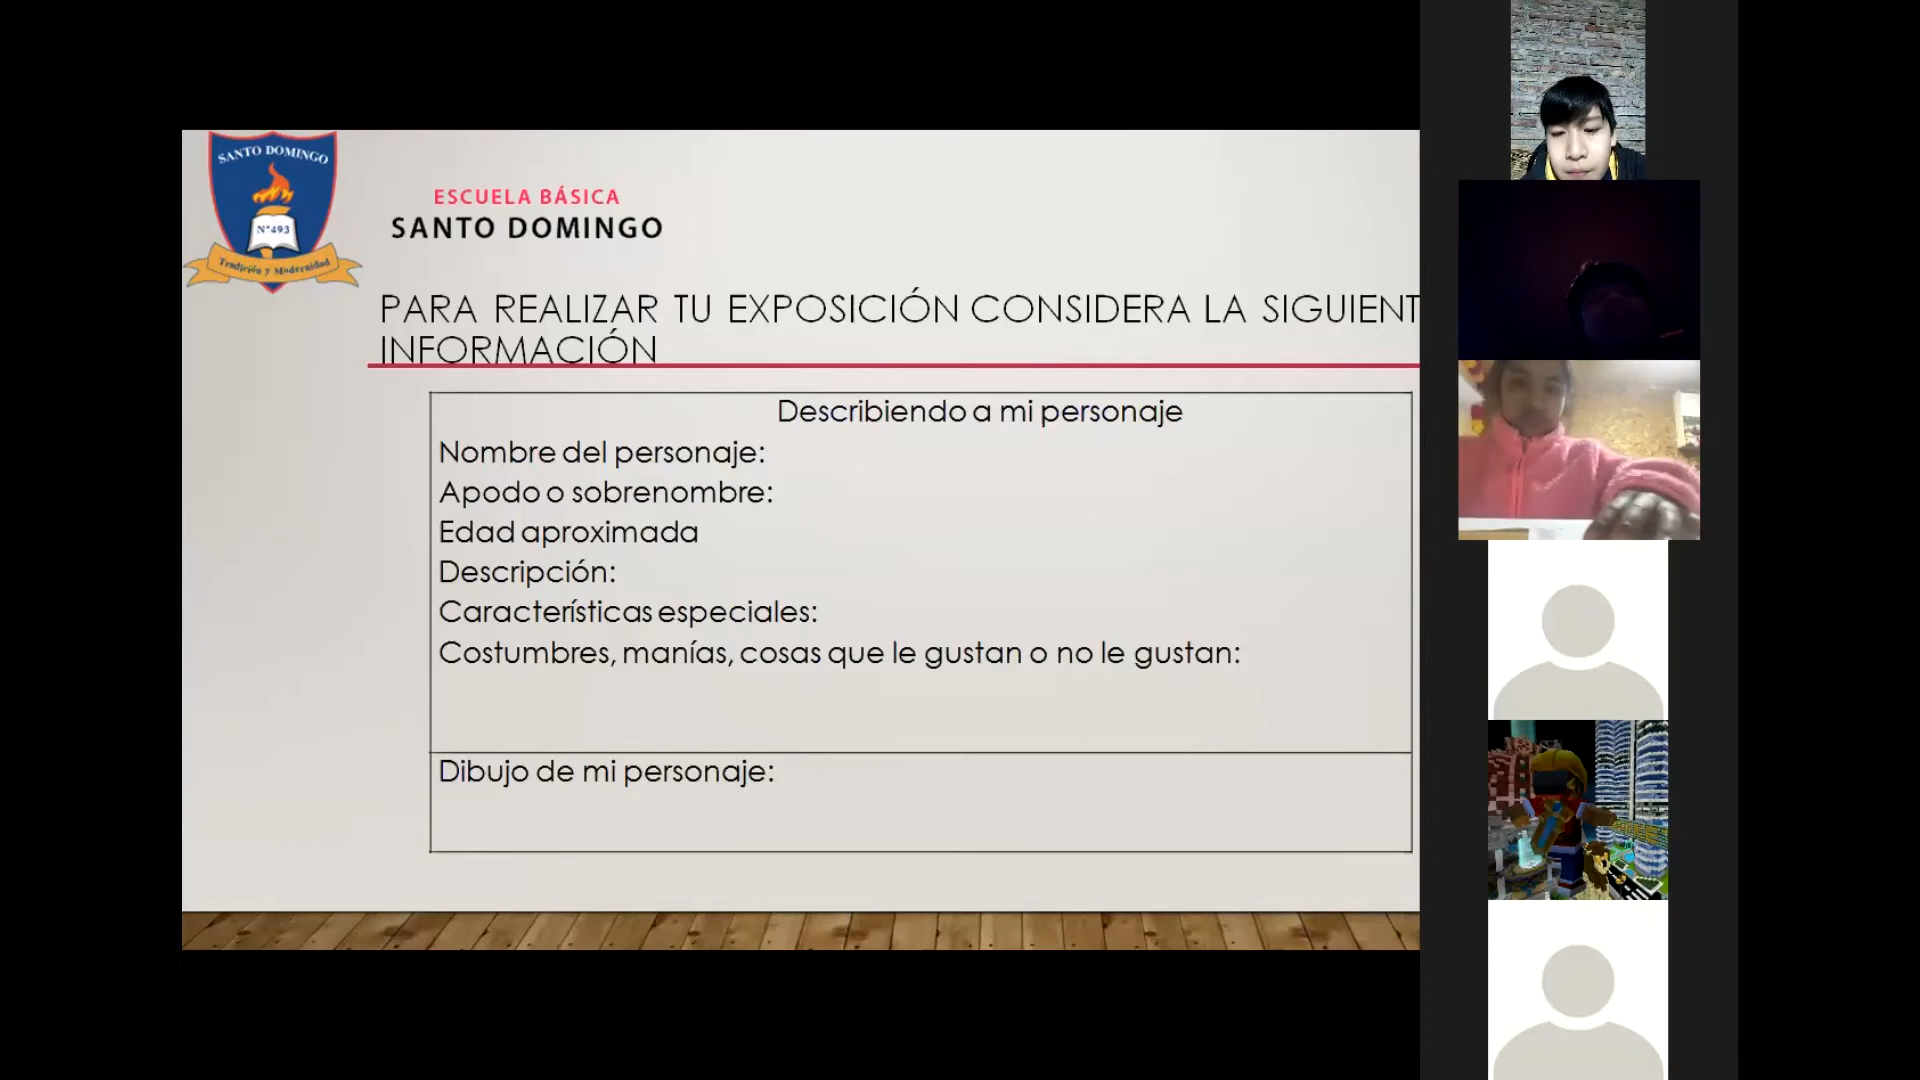 SANTO DOMINGO
N°493
Tradición y Modernidad
ESCUELA BÁSICA
SANTO DOMINGO
PARA REALIZAR TU EXPOSICIÓN CONSIDERA LA SIGUIENT
INFORMACIÓN
Describiendo a mi personaje
Nombre del personaje:
Apodo o sobrenombre:
Edad aproximada
Descripción:
Características especiales:
Costumbres, manías, cosas que le gustan o no le gustan:
Dibujo de mi personaje: